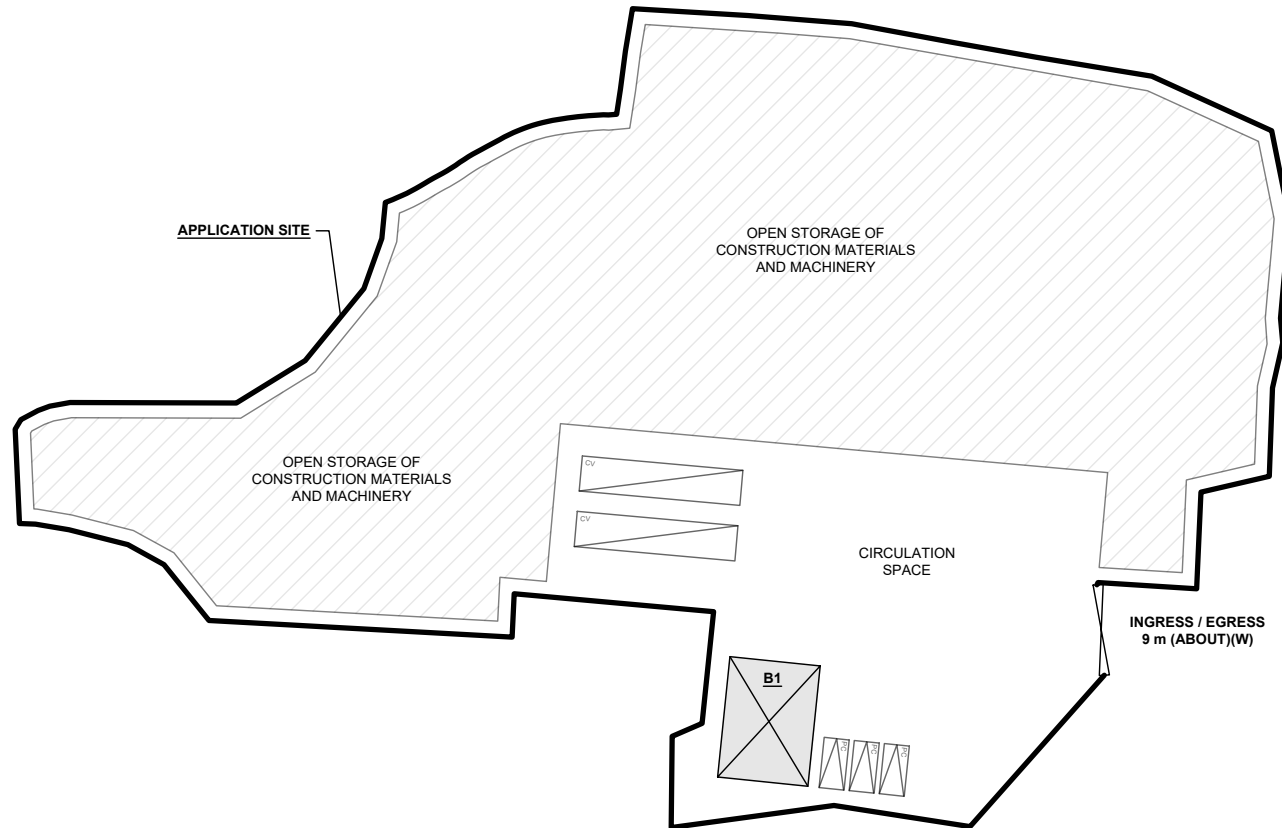 APPLICATION SITE
OPEN STORAGE OF
CONSTRUCTION MATERIALS
AND MACHINERY
OPEN STORAGE OF
CONSTRUCTION MATERIALS
AND MACHINERY
CV
CV
CIRCULATION
SPACE
INGRESS / EGRESS
9 m (ABOUT)(W)
B1
PC
PC
PC